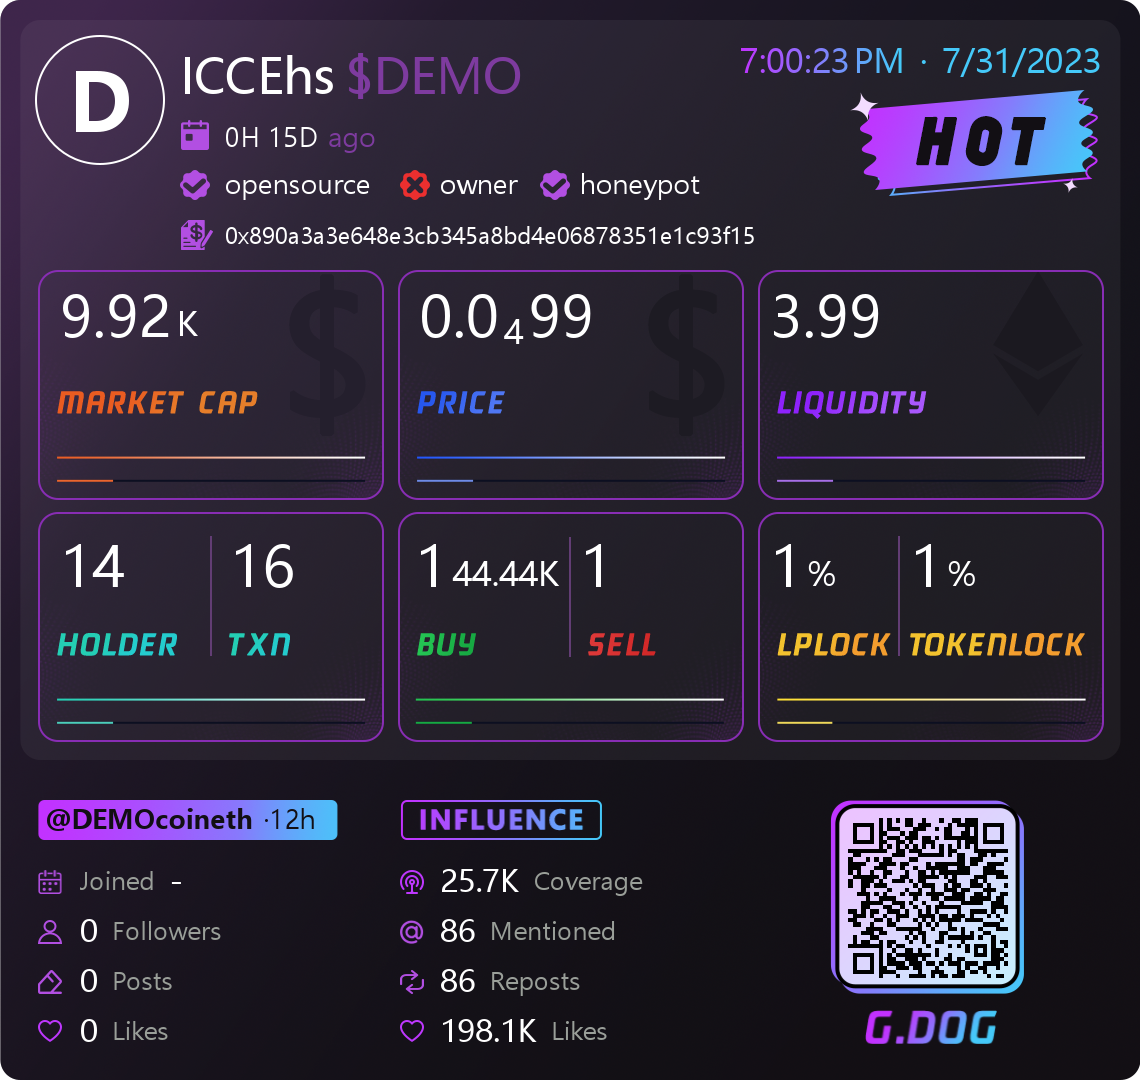 D
ICCEhs $DEMO
7:00:23 PM · 7/31/2023
0H 15D ago
HOT
opensource owner honeypot
0x890a3a3e648e3cb345a8bd4e06878351e1c93f15
9.92 K
MARKET CAP
0.0₄99
PRICE
3.99
LIQUIDITY
14 16
HOLDER TXN
1 44.44K 1
BUY SELL
1 % 1 %
LPLOCK TOKENLOCK
@DEMOcoineth ·12h
Joined -
0 Followers
0 Posts
0 Likes
INFLUENCE
25.7K Coverage
86 Mentioned
86 Reposts
198.1K Likes
G.DOG